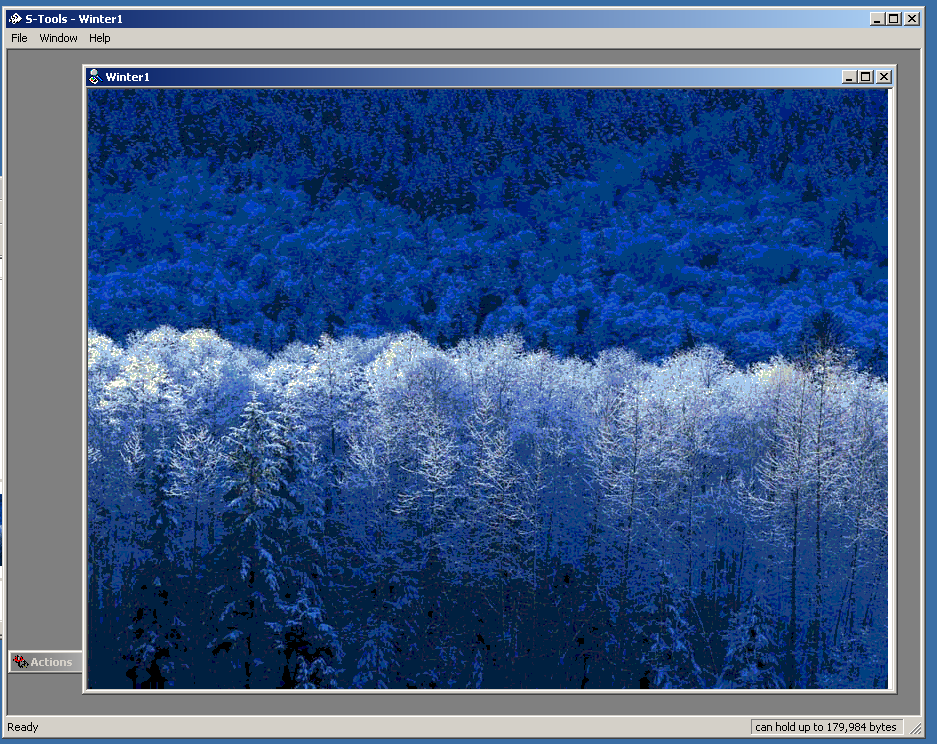 S-Tools - Winter1
File Window Help
Winter1
Actions
Ready
can hold up to 179,984 bytes